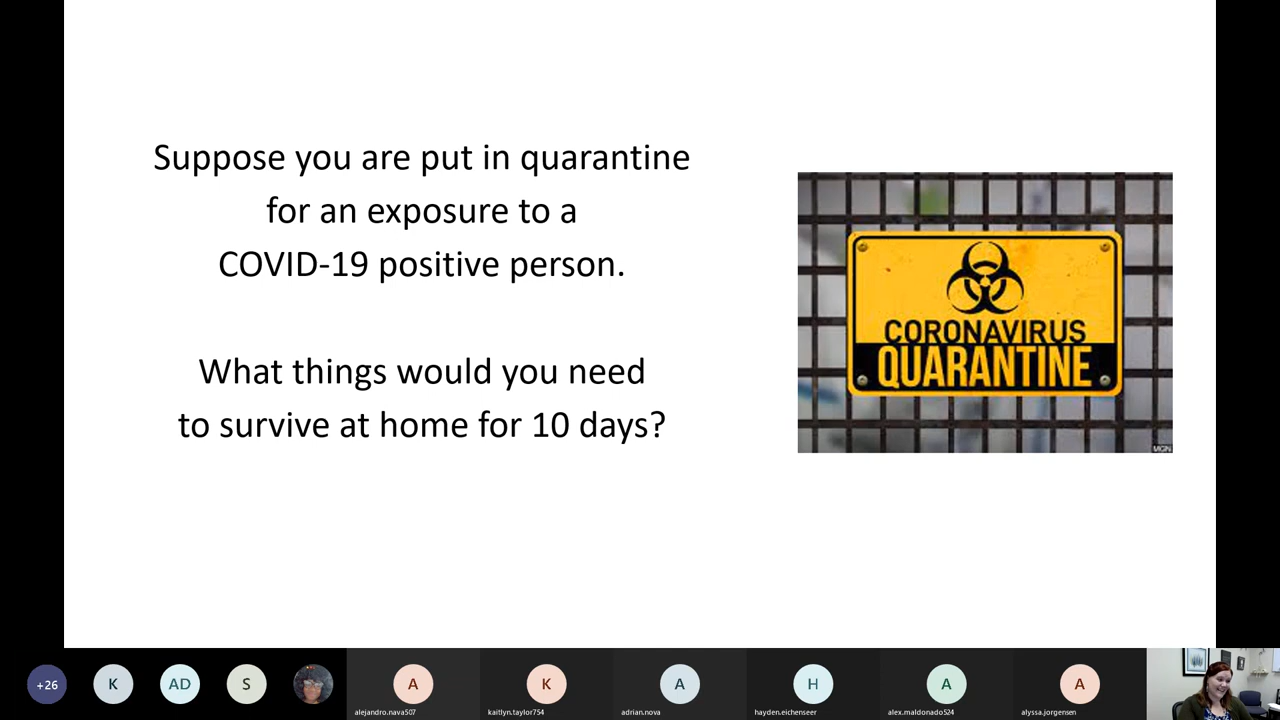 Suppose you are put in quarantine
for an exposure to a
COVID-19 positive person.
What things would you need
to survive at home for 10 days?
CORONAVIRUS
QUARANTINE
MGN
+26
K
AD
S
A
K
A
H
A
A
alejandro.nava507
kaitlyn.taylor754
adrian.nova
hayden.eichenseer
alex.maldonado524
alyssa.jorgensen